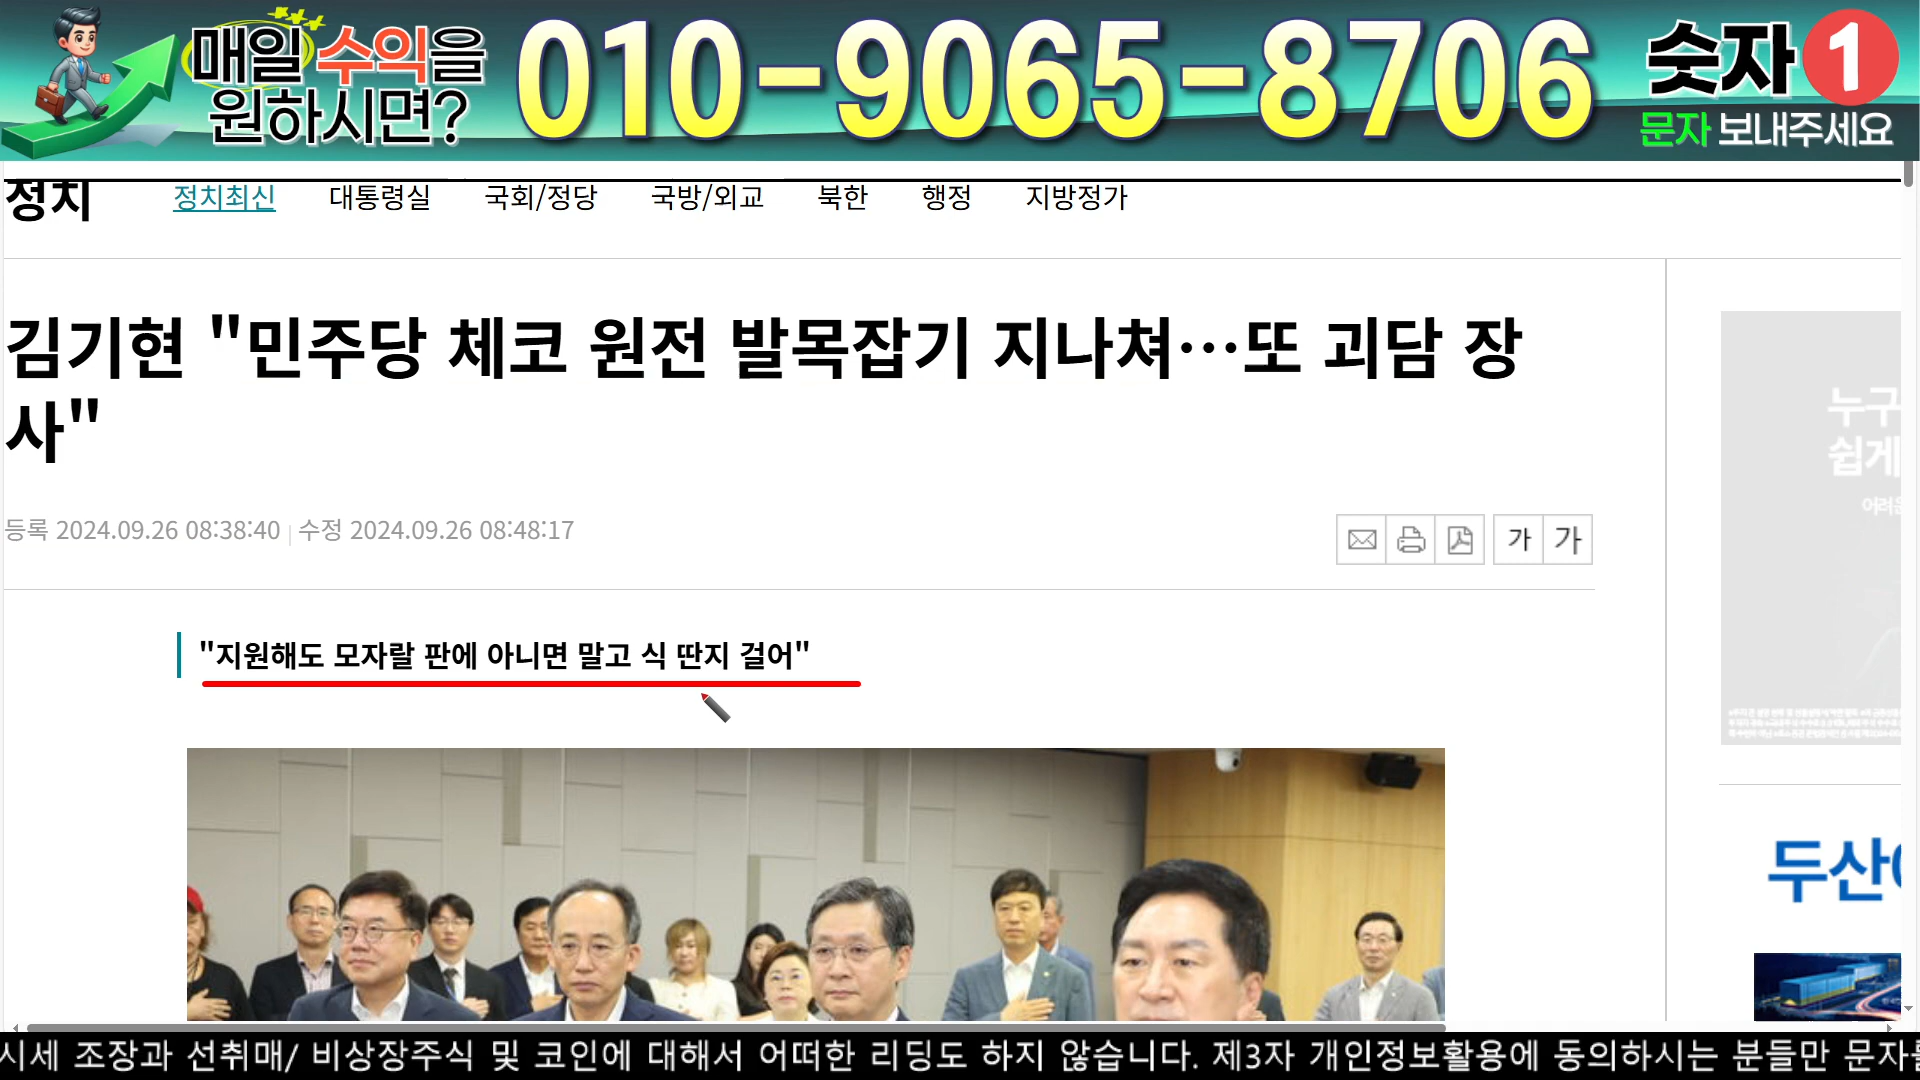 매일 수익을
원하시면?
010-9065-8706
숫자 1
문자 보내주세요
정치
정치최신 대통령실 국회/정당 국방/외교 북한 행정 지방정가
김기현 "민주당 체코 원전 발목잡기 지나쳐…또 괴담 장
사"
등록 2024.09.26 08:38:40 수정 2024.09.26 08:48:17
가 가
"지원해도 모자랄 판에 아니면 말고 식 딴지 걸어"
누구
쉽게
어려운
두산
시세 조장과 선취매/ 비상장주식 및 코인에 대해서 어떠한 리딩도 하지 않습니다. 제3자 개인정보활용에 동의하시는 분들만 문자를